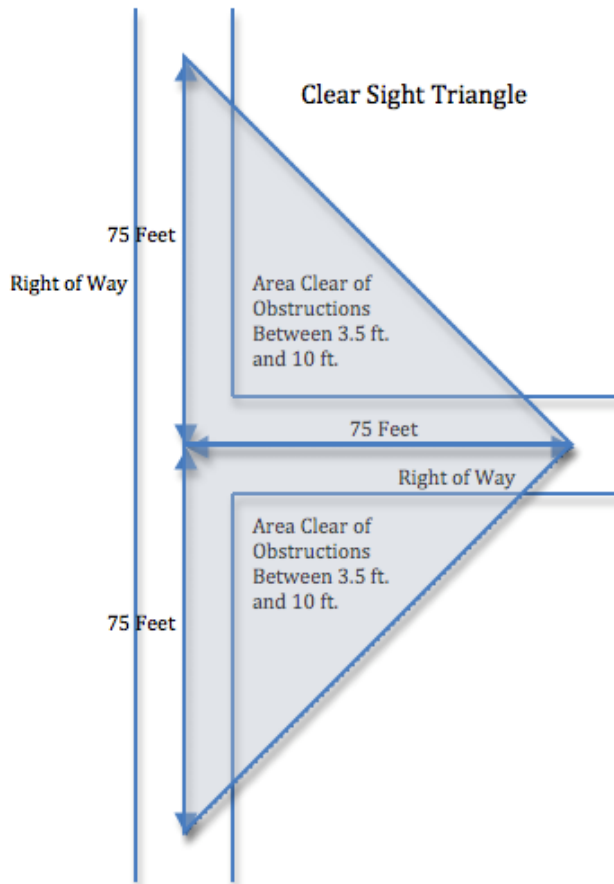 Clear Sight Triangle
75 Feet
Right of Way
Area Clear of
Obstructions
Between 3.5 ft.
and 10 ft.
75 Feet
Right of Way
Area Clear of
Obstructions
Between 3.5 ft.
and 10 ft.
75 Feet